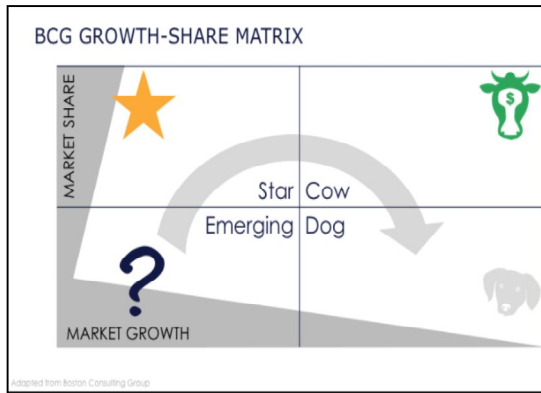 BCG GROWTH-SHARE MATRIX
MARKET SHARE
$
Star Cow
Emerging Dog
?
MARKET GROWTH
Adapted from Boston Consulting Group